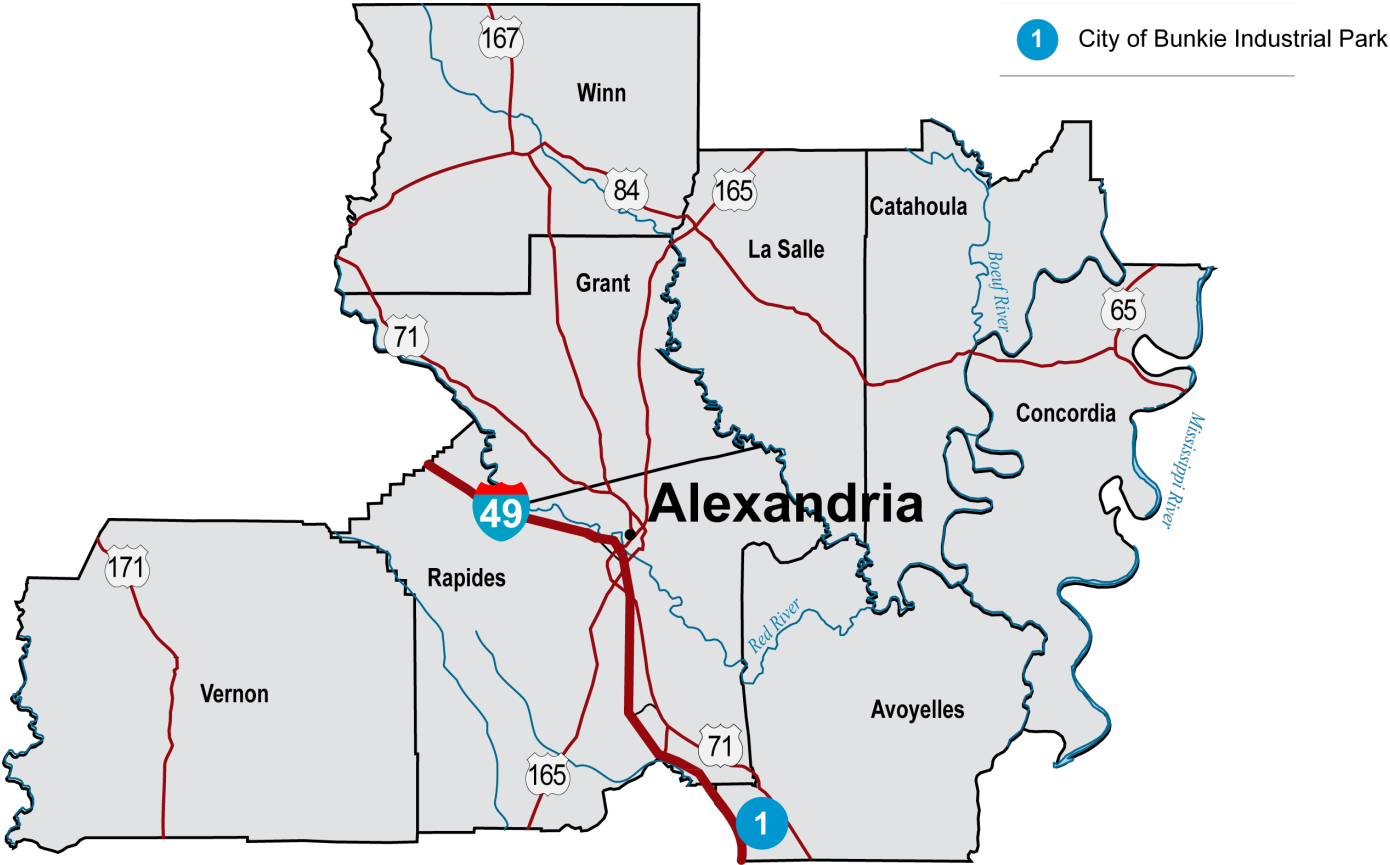 1 City of Bunkie Industrial Park
167
Winn
84
165
Catahoula
La Salle
Grant
Boeuf River
65
71
Concordia
Mississippi River
Alexandria
49
171
Rapides
Red River
Vernon
Avoyelles
71
165
1